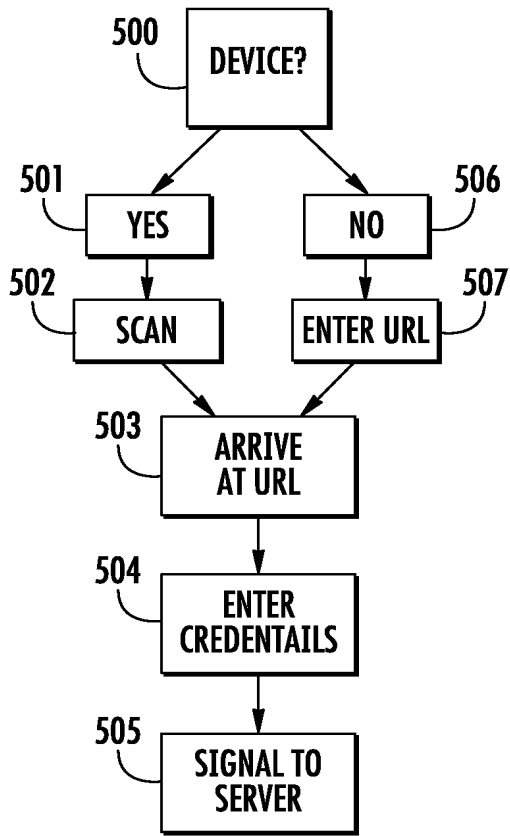 500
DEVICE?
501
YES
NO
506
502
SCAN
ENTER URL
507
503
ARRIVE
AT URL
504
ENTER
CREDENTAILS
505
SIGNAL TO
SERVER